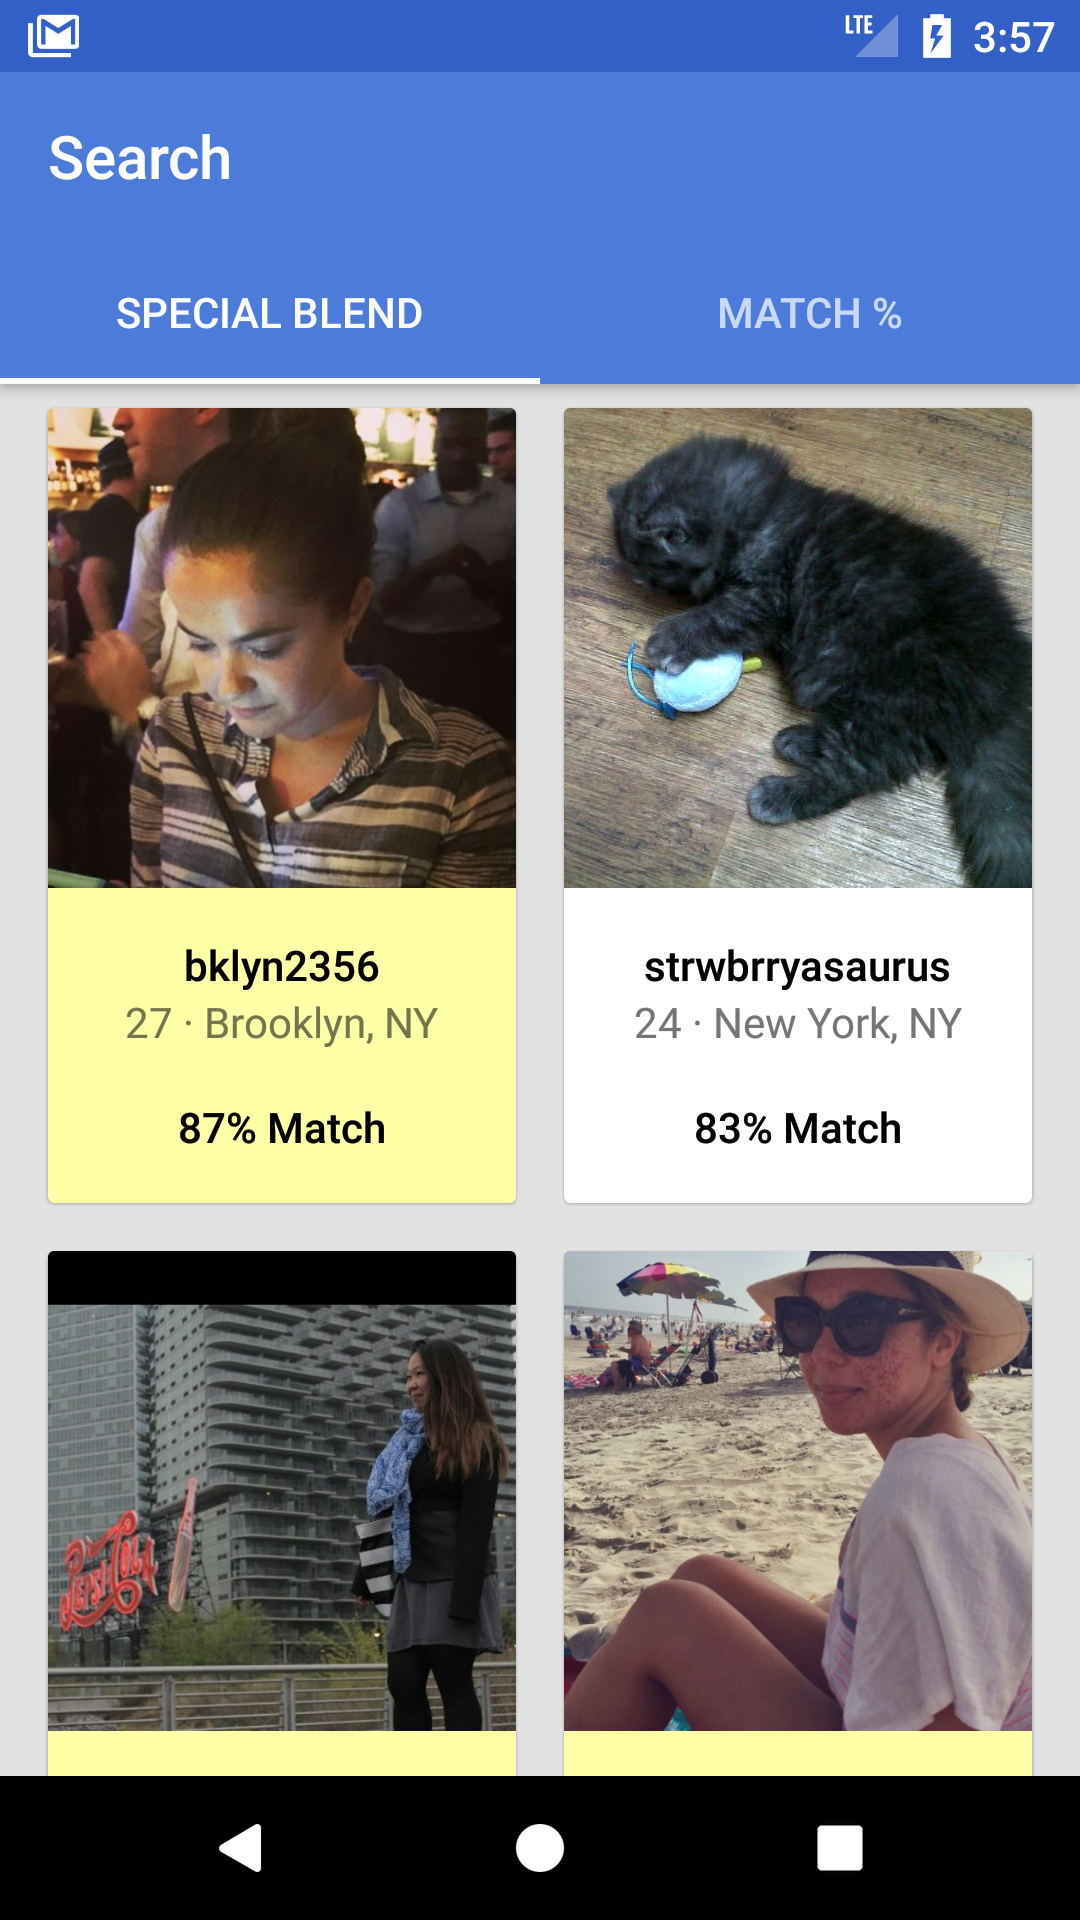 LTE 3:57
Search
SPECIAL BLEND MATCH %
bklyn2356
27 · Brooklyn, NY
87% Match
strwbrryasaurus
24 · New York, NY
83% Match
Pepsi-Cola